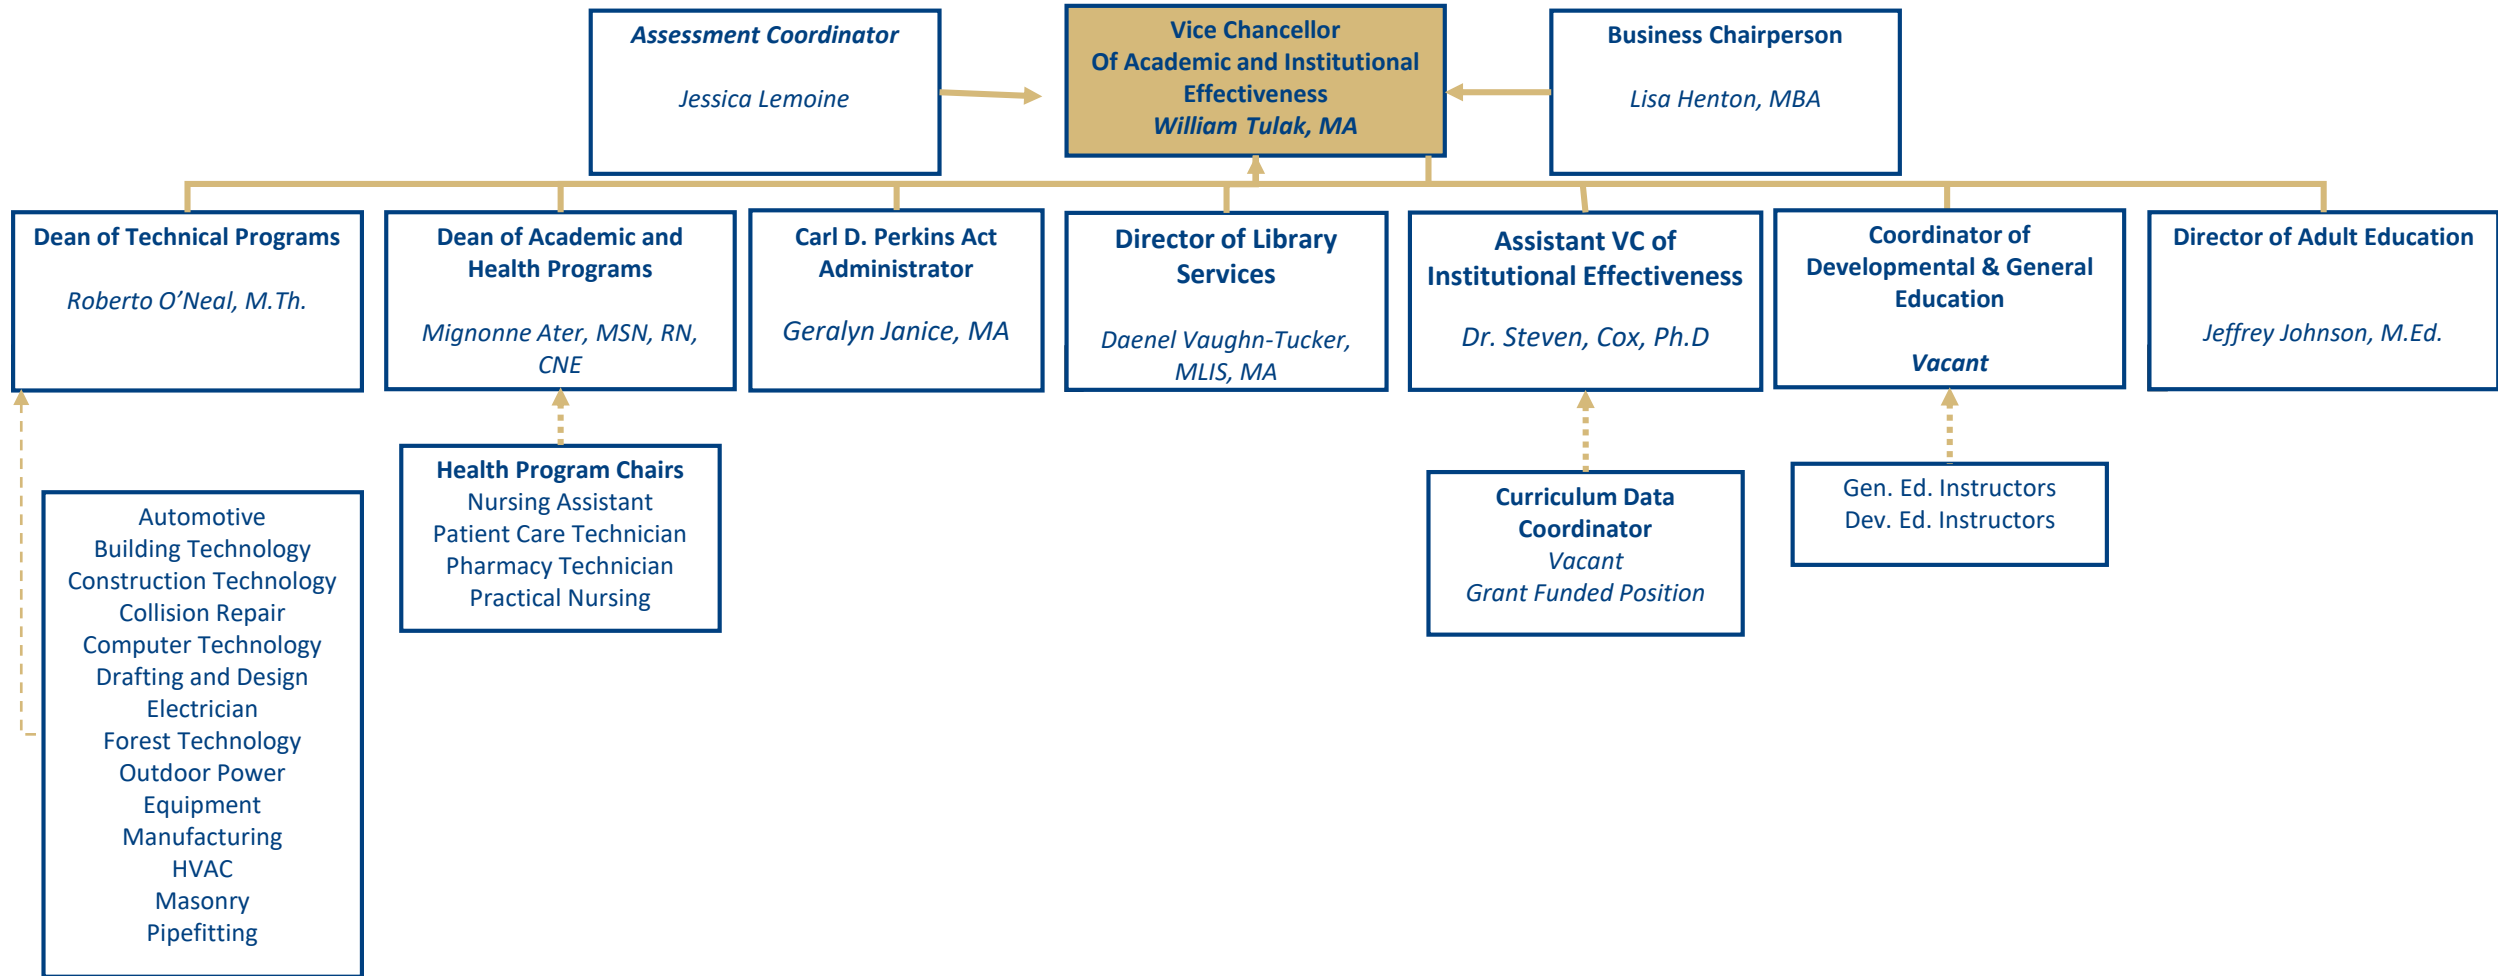 Assessment Coordinator
Jessica Lemoine
Vice Chancellor
Of Academic and Institutional
Effectiveness
William Tulak, MA
Business Chairperson
Lisa Henton, MBA
Dean of Technical Programs
Roberto O’Neal, M.Th.
Dean of Academic and
Health Programs
Mignonne Ater, MSN, RN,
CNE
Carl D. Perkins Act
Administrator
Geralyn Janice, MA
Director of Library
Services
Daenel Vaughn-Tucker,
MLIS, MA
Assistant VC of
Institutional Effectiveness
Dr. Steven, Cox, Ph.D
Coordinator of
Developmental & General
Education
Vacant
Director of Adult Education
Jeffrey Johnson, M.Ed.
Automotive
Building Technology
Construction Technology
Collision Repair
Computer Technology
Drafting and Design
Electrician
Forest Technology
Outdoor Power
Equipment
Manufacturing
HVAC
Masonry
Pipefitting
Health Program Chairs
Nursing Assistant
Patient Care Technician
Pharmacy Technician
Practical Nursing
Curriculum Data
Coordinator
Vacant
Grant Funded Position
Gen. Ed. Instructors
Dev. Ed. Instructors